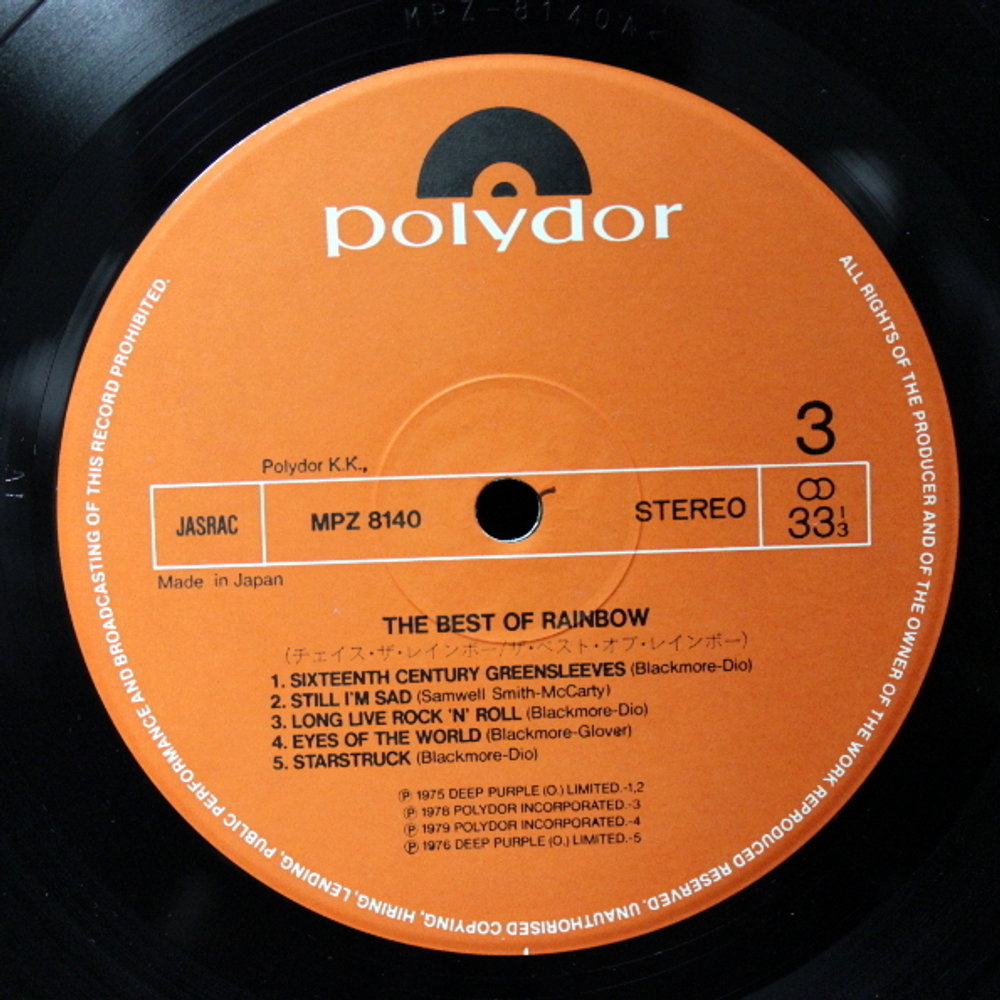 MPZ-8140A
polydor
ALL RIGHTS OF THE PRODUCER AND OF THE OWNER OF THE WORK REPRODUCED RESERVED. UNAUTHORISED COPYING, HIRING, LENDING, PUBLIC PERFORMANCE AND BROADCASTING OF THIS RECORD PROHIBITED.
3
Polydor K.K.,
JASRAC MPZ 8140 STEREO 33 1/3
Made in Japan
THE BEST OF RAINBOW
(チェイス・ザ・レインボー/ザ・ベスト・オブ・レインボー)
1. SIXTEENTH CENTURY GREENSLEEVES (Blackmore-Dio)
2. STILL I'M SAD (Samwell Smith-McCarty)
3. LONG LIVE ROCK 'N' ROLL (Blackmore-Dio)
4. EYES OF THE WORLD (Blackmore-Glover)
5. STARSTRUCK (Blackmore-Dio)
Ⓟ 1975 DEEP PURPLE (O.) LIMITED.-1,2
Ⓟ 1978 POLYDOR INCORPORATED.-3
Ⓟ 1979 POLYDOR INCORPORATED.-4
Ⓟ 1976 DEEP PURPLE (O.) LIMITED.-5